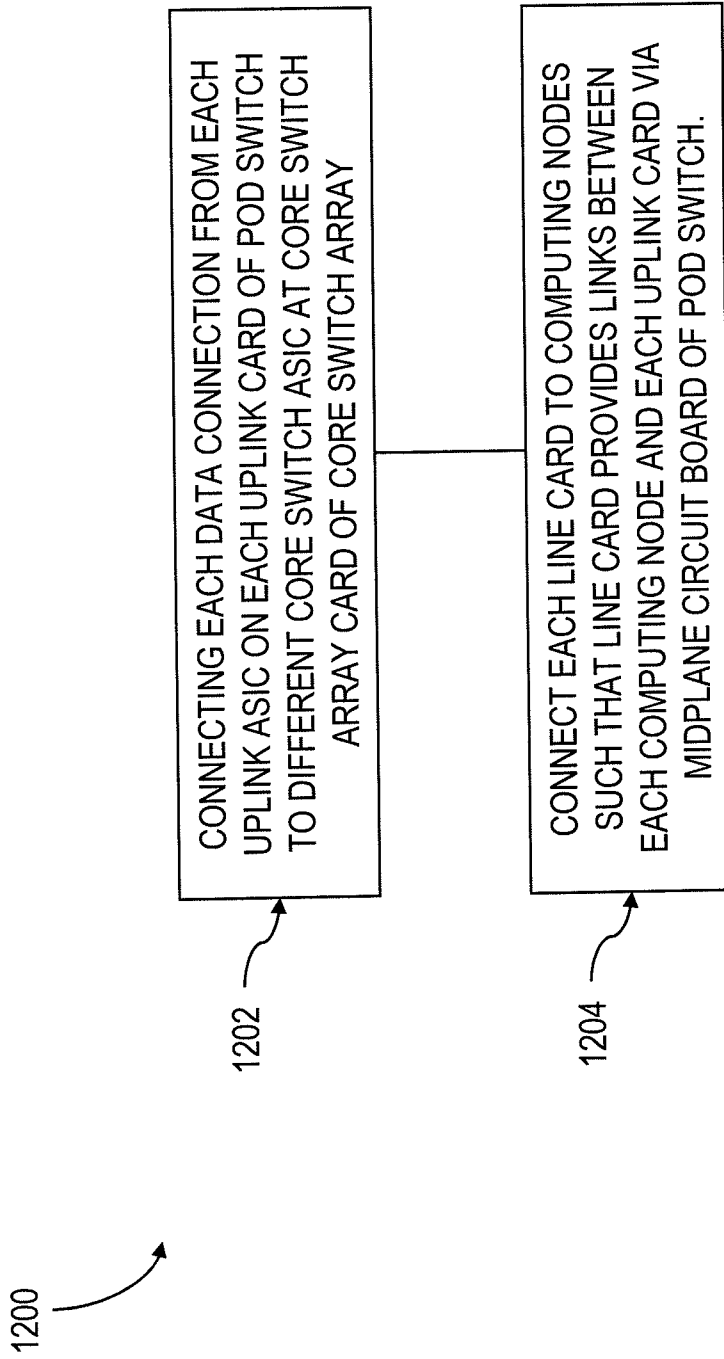 1200
1202
CONNECTING EACH DATA CONNECTION FROM EACH
UPLINK ASIC ON EACH UPLINK CARD OF POD SWITCH
TO DIFFERENT CORE SWITCH ASIC AT CORE SWITCH
ARRAY CARD OF CORE SWITCH ARRAY
1204
CONNECT EACH LINE CARD TO COMPUTING NODES
SUCH THAT LINE CARD PROVIDES LINKS BETWEEN
EACH COMPUTING NODE AND EACH UPLINK CARD VIA
MIDPLANE CIRCUIT BOARD OF POD SWITCH.